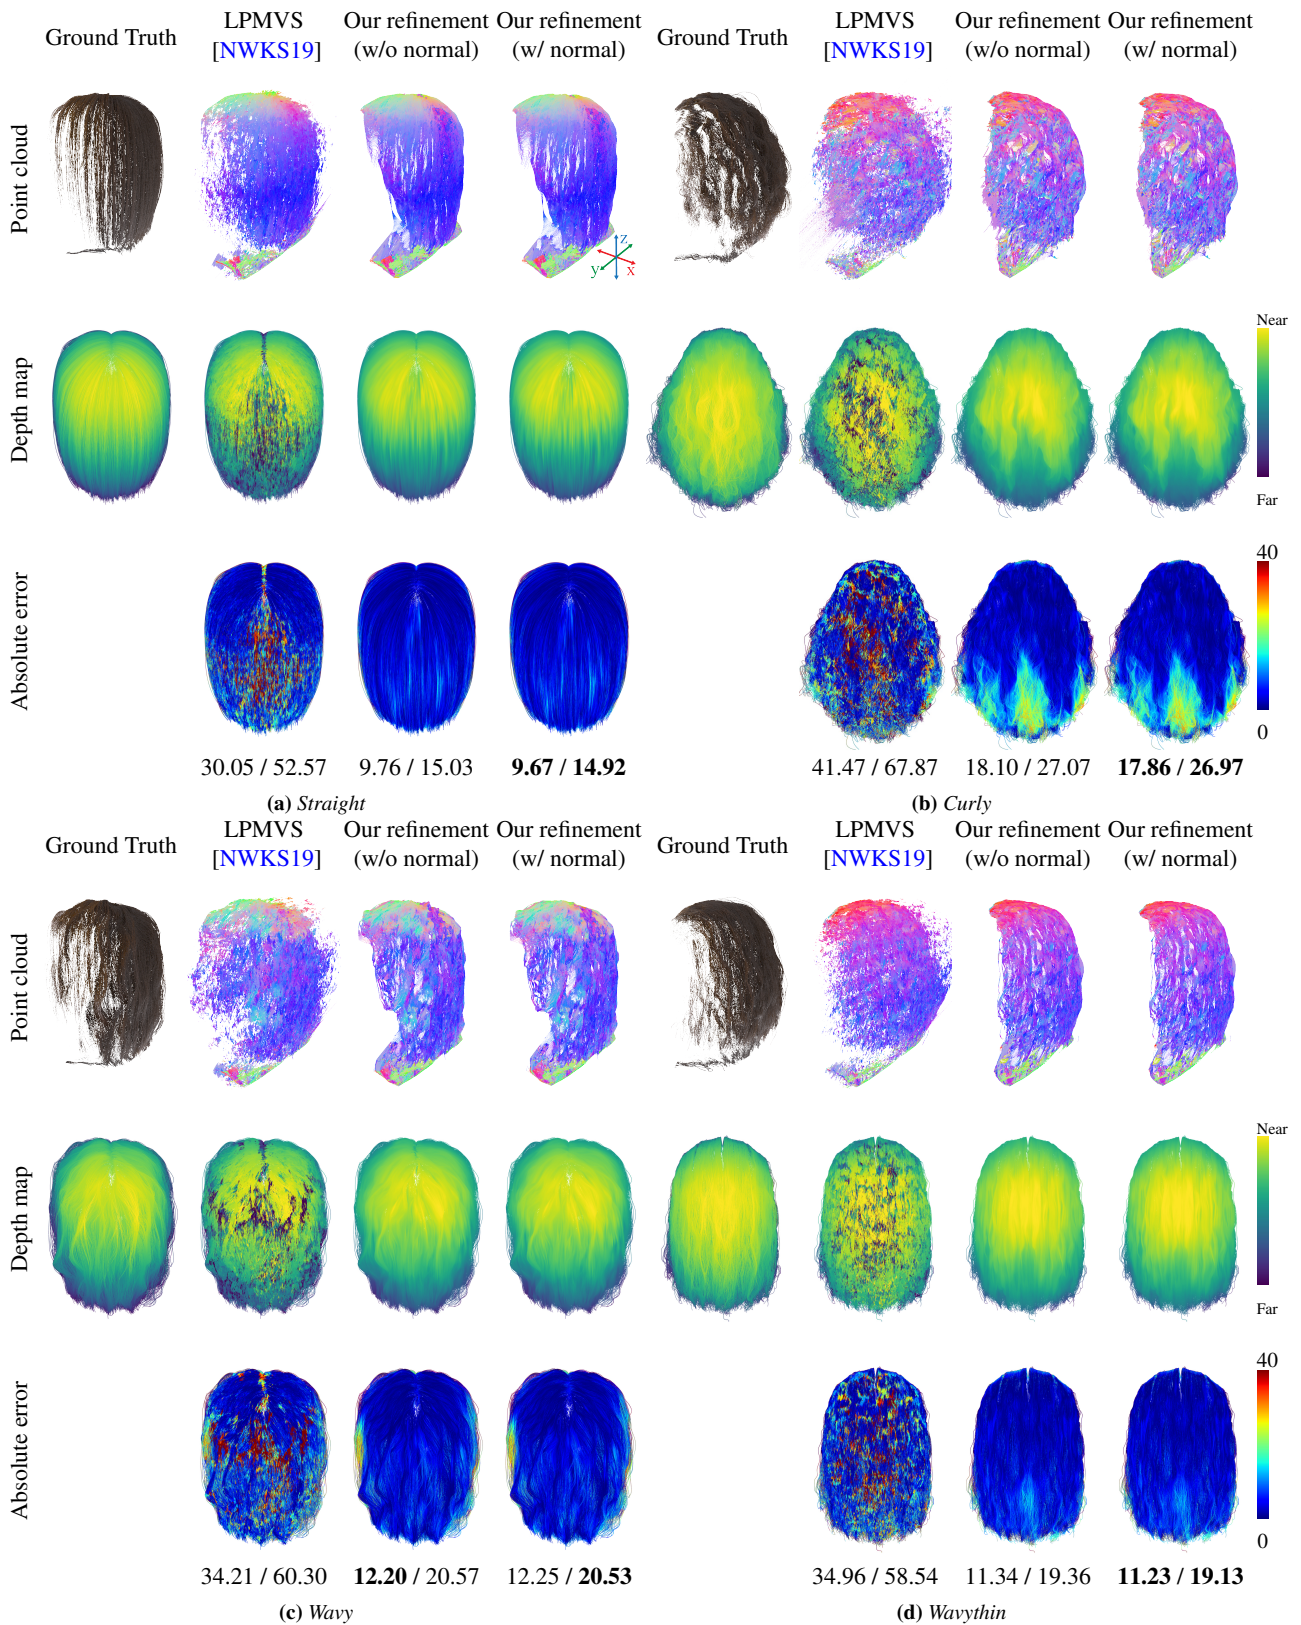 Ground Truth
LPMVS
[NWKS19]
Our refinement
(w/o normal)
Our refinement
(w/ normal)
Ground Truth
LPMVS
[NWKS19]
Our refinement
(w/o normal)
Our refinement
(w/ normal)
Point cloud
z
y
x
Depth map
Near
Far
Absolute error
40
0
30.05 / 52.57
9.76 / 15.03
9.67 / 14.92
41.47 / 67.87
18.10 / 27.07
17.86 / 26.97
(a) Straight
(b) Curly
Ground Truth
LPMVS
[NWKS19]
Our refinement
(w/o normal)
Our refinement
(w/ normal)
Ground Truth
LPMVS
[NWKS19]
Our refinement
(w/o normal)
Our refinement
(w/ normal)
Point cloud
Depth map
Near
Far
Absolute error
40
0
34.21 / 60.30
12.20 / 20.57
12.25 / 20.53
34.96 / 58.54
11.34 / 19.36
11.23 / 19.13
(c) Wavy
(d) Wavythin